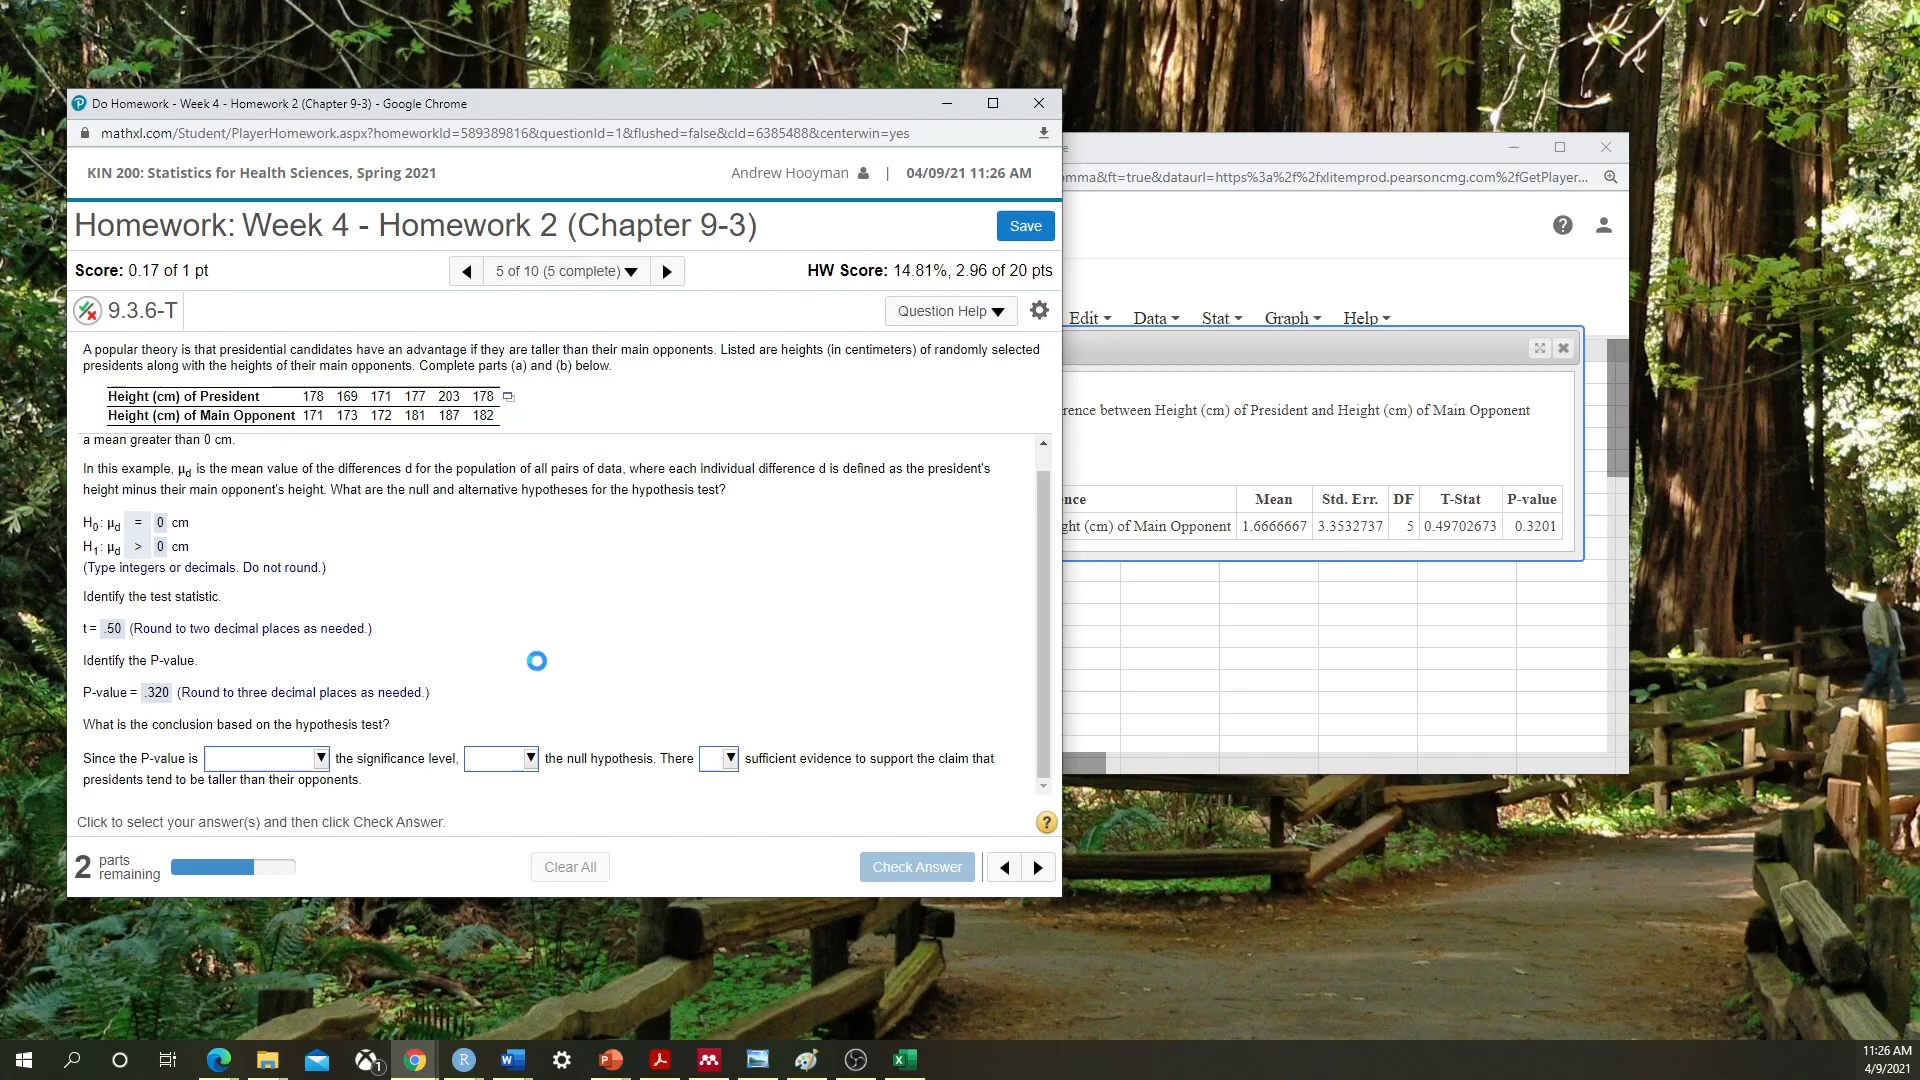 Do Homework - Week 4 - Homework 2 (Chapter 9-3) - Google Chrome
mathxl.com/Student/PlayerHomework.aspx?homeworkId=589389816&questionId=1&flushed=false&cld=6385488&centerwin=yes
KIN 200: Statistics for Health Sciences, Spring 2021
Andrew Hooyman | 04/09/21 11:26 AM
Homework: Week 4 - Homework 2 (Chapter 9-3)
Save
Score: 0.17 of 1 pt
5 of 10 (5 complete)
HW Score: 14.81%, 2.96 of 20 pts
9.3.6-T
Question Help
A popular theory is that presidential candidates have an advantage if they are taller than their main opponents. Listed are heights (in centimeters) of randomly selected
presidents along with the heights of their main opponents. Complete parts (a) and (b) below.
Height (cm) of President 178 169 171 177 203 178
Height (cm) of Main Opponent 171 173 172 181 187 182
a mean greater than 0 cm.
In this example, μd is the mean value of the differences d for the population of all pairs of data, where each individual difference d is defined as the president's
height minus their main opponent's height. What are the null and alternative hypotheses for the hypothesis test?
H0: μd = 0 cm
H1: μd > 0 cm
(Type integers or decimals. Do not round.)
Identify the test statistic.
t = .50 (Round to two decimal places as needed.)
Identify the P-value.
P-value = .320 (Round to three decimal places as needed.)
What is the conclusion based on the hypothesis test?
Since the P-value is the significance level, the null hypothesis. There sufficient evidence to support the claim that
presidents tend to be taller than their opponents.
Click to select your answer(s) and then click Check Answer.
?
2 parts
remaining
Clear All
Check Answer
omma&ft=true&dataurl=https%3a%2f%2fxlitemprod.pearsoncmg.com%2fGetPlayer...
?
Edit Data Stat Graph Help
rence between Height (cm) of President and Height (cm) of Main Opponent
nce Mean Std. Err. DF T-Stat P-value
ght (cm) of Main Opponent 1.6666667 3.3532737 5 0.49702673 0.3201
11:26 AM
4/9/2021